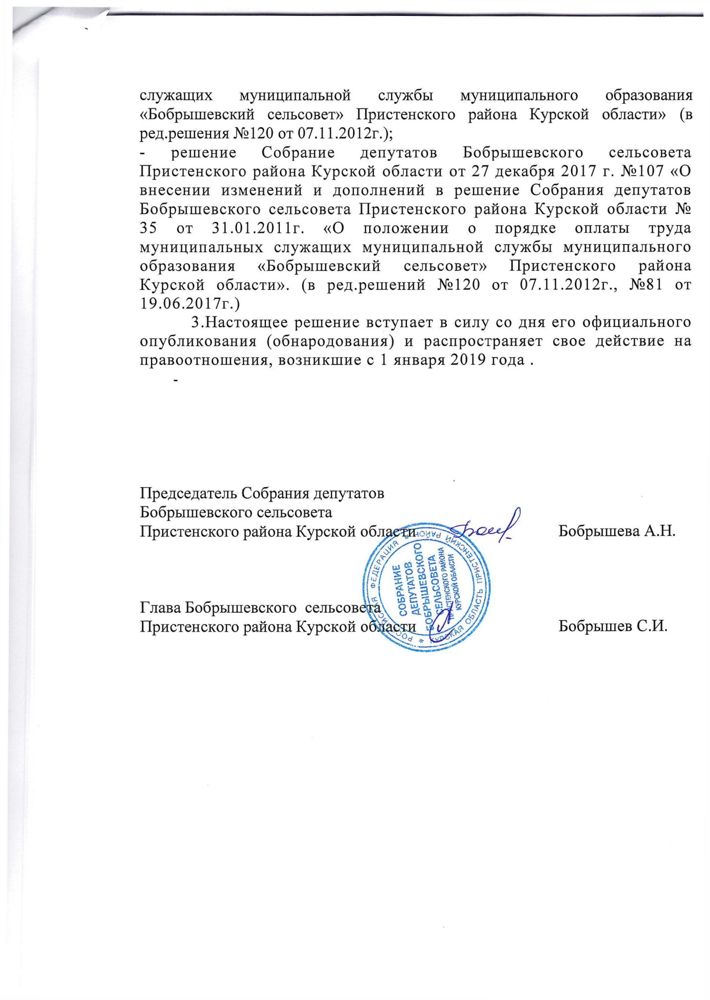 служащих муниципальной службы муниципального образования
«Бобрышевский сельсовет» Пристенского района Курской области» (в
ред.решения №120 от 07.11.2012г.);
- решение Собрание депутатов Бобрышевского сельсовета
Пристенского района Курской области от 27 декабря 2017 г. №107 «О
внесении изменений и дополнений в решение Собрания депутатов
Бобрышевского сельсовета Пристенского района Курской области №
35 от 31.01.2011г. «О положении о порядке оплаты труда
муниципальных служащих муниципальной службы муниципального
образования «Бобрышевский сельсовет» Пристенского района
Курской области». (в ред.решений №120 от 07.11.2012г., №81 от
19.06.2017г.)
3.Настоящее решение вступает в силу со дня его официального
опубликования (обнародования) и распространяет свое действие на
правоотношения, возникшие с 1 января 2019 года .
-
Председатель Собрания депутатов
Бобрышевского сельсовета
Пристенского района Курской области Бобрышева А.Н.
Глава Бобрышевского сельсовета
Пристенского района Курской области Бобрышев С.И.
РОССИЙСКАЯ ФЕДЕРАЦИЯ * КУРСКАЯ ОБЛАСТЬ ПРИСТЕНСКИЙ РАЙОН *
СОБРАНИЕ
ДЕПУТАТОВ
БОБРЫШЕВСКОГО
СЕЛЬСОВЕТА
ПРИСТЕНСКОГО РАЙОНА
КУРСКОЙ ОБЛАСТИ